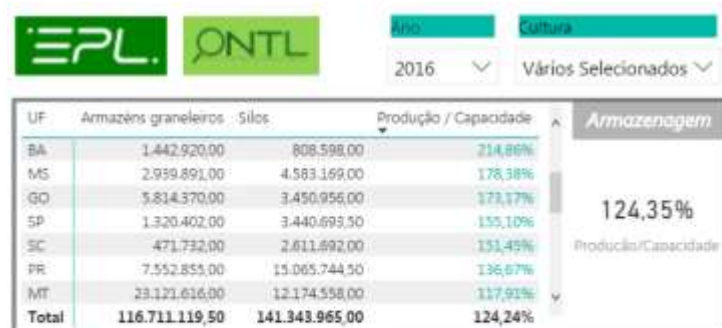 EPL.
ONTL
Ano
Cultura
2016
Vários Selecionados
UF Armazéns graneleiros Silos Produção / Capacidade
BA 1.442.920,00 808.598,00 214,86%
MS 2.939.891,00 4.583.169,00 178,38%
GO 5.814.370,00 3.450.956,00 173,17%
SP 1.320.402,00 3.440.693,50 155,10%
SC 471.732,00 2.611.692,00 151,45%
PR 7.552.855,00 15.065.744,50 136,67%
MT 23.121.616,00 12.174.558,00 117,91%
Total 116.711.119,50 141.343.965,00 124,24%
Armazenagem
124,35%
Produção/Capacidade